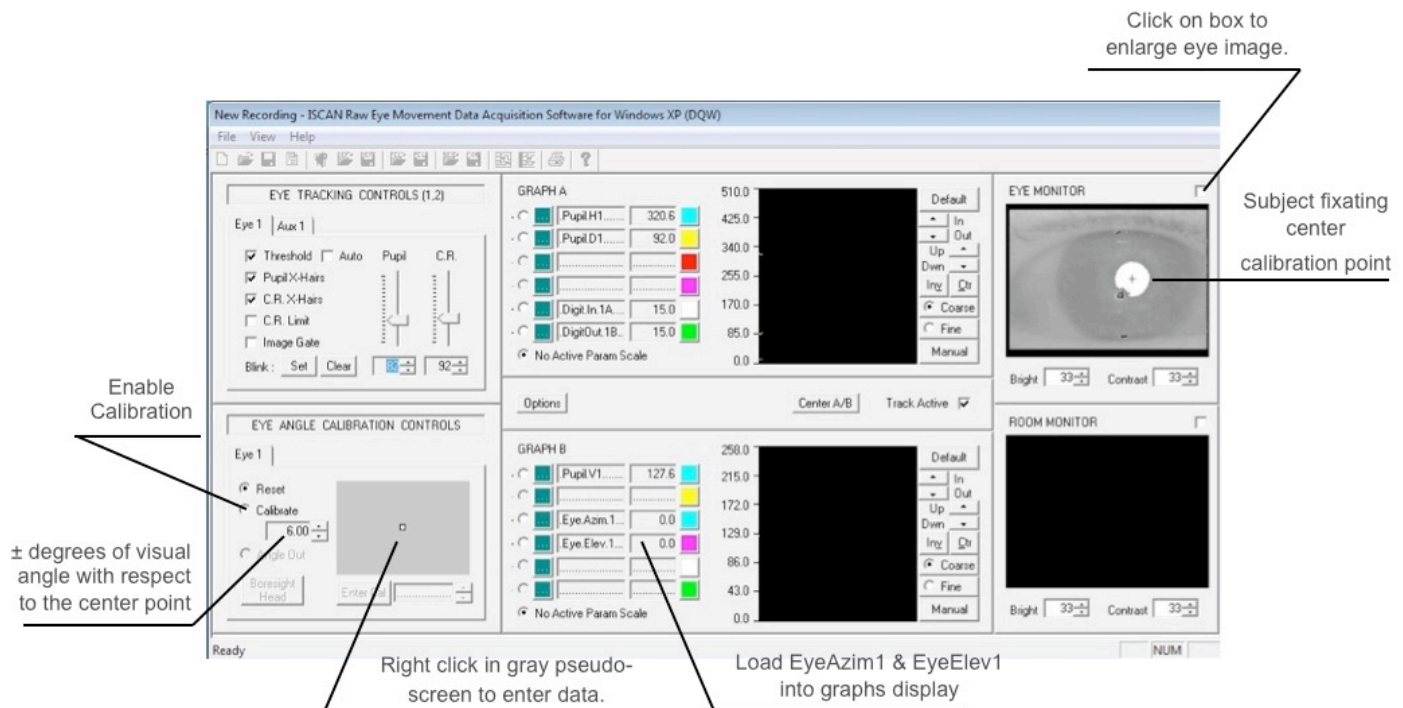 Click on box to
enlarge eye image.
New Recording - ISCAN Raw Eye Movement Data Acquisition Software for Windows XP (DQW)
File View Help
EYE TRACKING CONTROLS (1,2)
Eye 1 Aux 1
Threshold Auto Pupil C.R.
Pupil X-Hairs
C.R. X-Hairs
C.R. Limit
Image Gate
Blink : Set Clear 82 92
GRAPH A
.Pupil.H1...... 320.6
.Pupil.D1...... 92.0
.Digit.In.1A.... 15.0
.DigitOut.1B.. 15.0
No Active Param Scale
510.0
425.0
340.0
255.0
170.0
85.0
0.0
Default
In
Out
Up
Dwn
Inv Ctr
Coarse
Fine
Manual
EYE MONITOR
Bright 33 Contrast 33
Subject fixating
center
calibration point
Options Center A/B Track Active
Enable
Calibration
EYE ANGLE CALIBRATION CONTROLS
Eye 1
Reset
Calibrate
6.00
Angle Out
Boresight
Head
Enter Cal
± degrees of visual
angle with respect
to the center point
GRAPH B
.Pupil.V1...... 127.6
.Eye.Azim.1... 0.0
.Eye.Elev.1.... 0.0
No Active Param Scale
258.0
215.0
172.0
129.0
86.0
43.0
0.0
Default
In
Out
Up
Dwn
Inv Ctr
Coarse
Fine
Manual
ROOM MONITOR
Bright 33 Contrast 33
Ready NUM
Right click in gray pseudo-
screen to enter data.
Load EyeAzim1 & EyeElev1
into graphs display